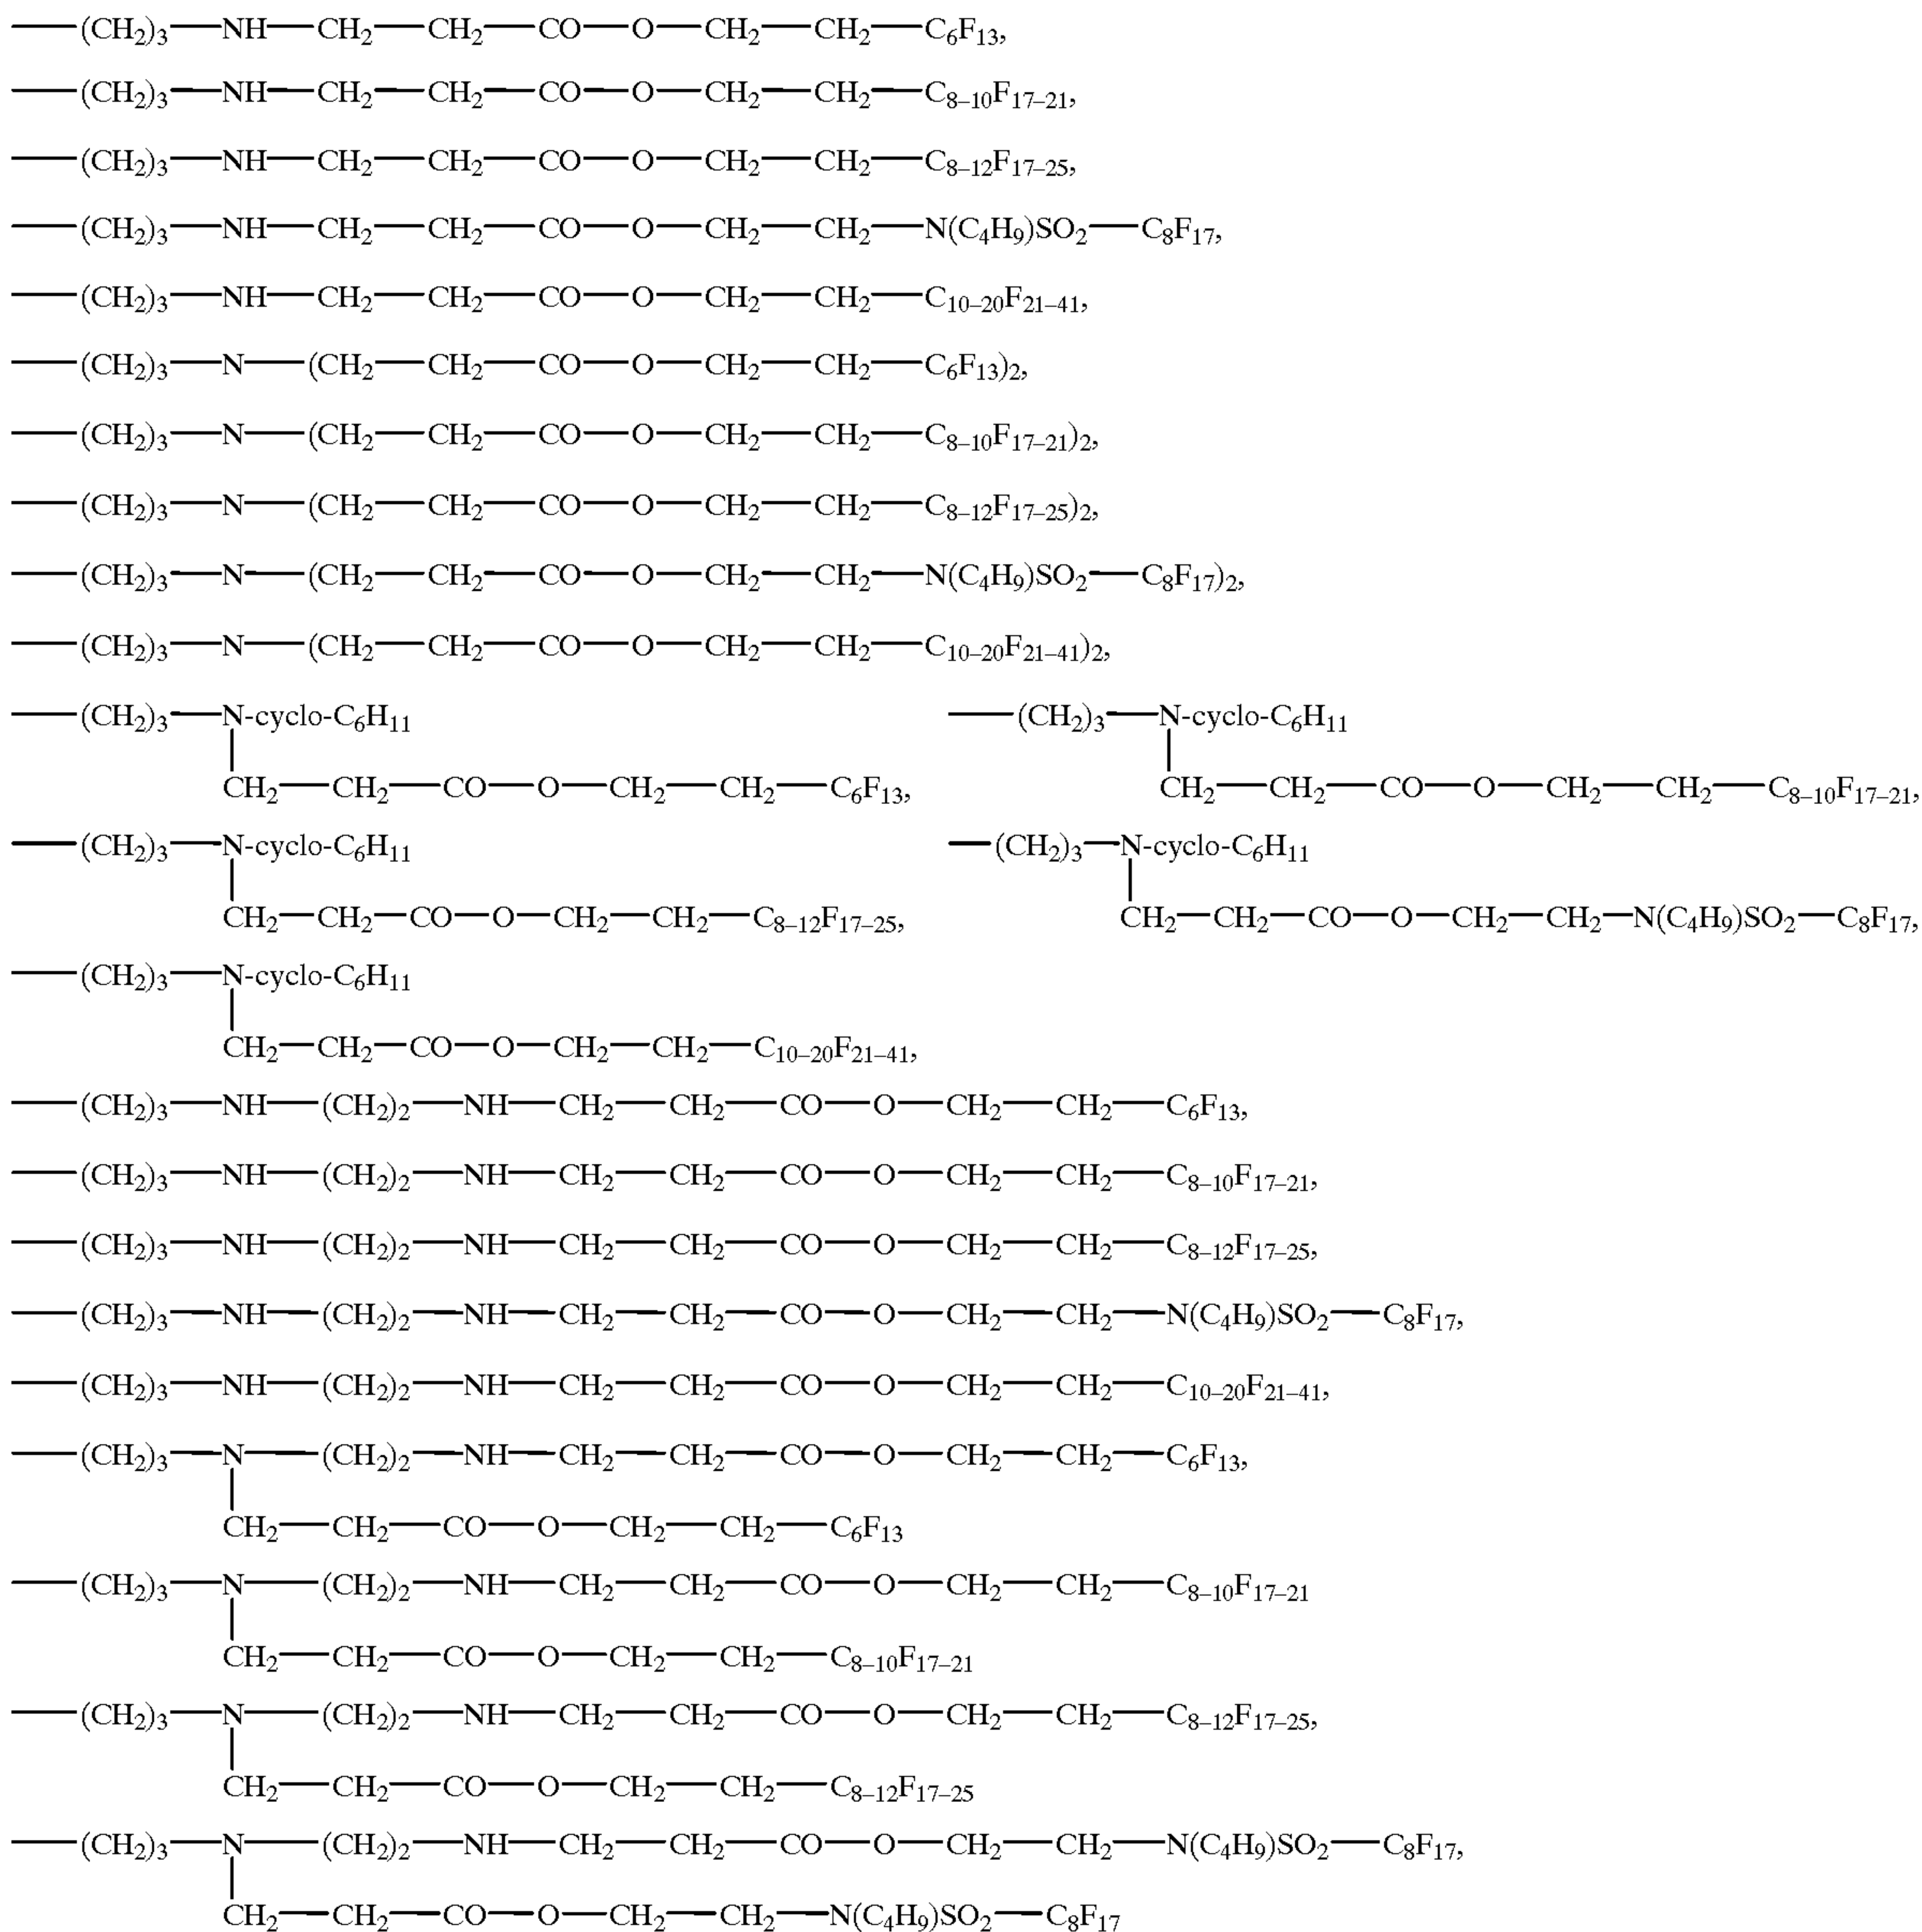 —(CH₂)₃—NH—CH₂—CH₂—CO—O—CH₂—CH₂—C₆F₁₃,
—(CH₂)₃—NH—CH₂—CH₂—CO—O—CH₂—CH₂—C₈₋₁₀F₁₇₋₂₁,
—(CH₂)₃—NH—CH₂—CH₂—CO—O—CH₂—CH₂—C₈₋₁₂F₁₇₋₂₅,
—(CH₂)₃—NH—CH₂—CH₂—CO—O—CH₂—CH₂—N(C₄H₉)SO₂—C₈F₁₇,
—(CH₂)₃—NH—CH₂—CH₂—CO—O—CH₂—CH₂—C₁₀₋₂₀F₂₁₋₄₁,
—(CH₂)₃—N—(CH₂—CH₂—CO—O—CH₂—CH₂—C₆F₁₃)₂,
—(CH₂)₃—N—(CH₂—CH₂—CO—O—CH₂—CH₂—C₈₋₁₀F₁₇₋₂₁)₂,
—(CH₂)₃—N—(CH₂—CH₂—CO—O—CH₂—CH₂—C₈₋₁₂F₁₇₋₂₅)₂,
—(CH₂)₃—N—(CH₂—CH₂—CO—O—CH₂—CH₂—N(C₄H₉)SO₂—C₈F₁₇)₂,
—(CH₂)₃—N—(CH₂—CH₂—CO—O—CH₂—CH₂—C₁₀₋₂₀F₂₁₋₄₁)₂,
—(CH₂)₃—N-cyclo-C₆H₁₁
CH₂—CH₂—CO—O—CH₂—CH₂—C₆F₁₃,
—(CH₂)₃—N-cyclo-C₆H₁₁
CH₂—CH₂—CO—O—CH₂—CH₂—C₈₋₁₀F₁₇₋₂₁,
—(CH₂)₃—N-cyclo-C₆H₁₁
CH₂—CH₂—CO—O—CH₂—CH₂—C₈₋₁₂F₁₇₋₂₅,
—(CH₂)₃—N-cyclo-C₆H₁₁
CH₂—CH₂—CO—O—CH₂—CH₂—N(C₄H₉)SO₂—C₈F₁₇,
—(CH₂)₃—N-cyclo-C₆H₁₁
CH₂—CH₂—CO—O—CH₂—CH₂—C₁₀₋₂₀F₂₁₋₄₁,
—(CH₂)₃—NH—(CH₂)₂—NH—CH₂—CH₂—CO—O—CH₂—CH₂—C₆F₁₃,
—(CH₂)₃—NH—(CH₂)₂—NH—CH₂—CH₂—CO—O—CH₂—CH₂—C₈₋₁₀F₁₇₋₂₁,
—(CH₂)₃—NH—(CH₂)₂—NH—CH₂—CH₂—CO—O—CH₂—CH₂—C₈₋₁₂F₁₇₋₂₅,
—(CH₂)₃—NH—(CH₂)₂—NH—CH₂—CH₂—CO—O—CH₂—CH₂—N(C₄H₉)SO₂—C₈F₁₇,
—(CH₂)₃—NH—(CH₂)₂—NH—CH₂—CH₂—CO—O—CH₂—CH₂—C₁₀₋₂₀F₂₁₋₄₁,
—(CH₂)₃—N—(CH₂)₂—NH—CH₂—CH₂—CO—O—CH₂—CH₂—C₆F₁₃,
CH₂—CH₂—CO—O—CH₂—CH₂—C₆F₁₃
—(CH₂)₃—N—(CH₂)₂—NH—CH₂—CH₂—CO—O—CH₂—CH₂—C₈₋₁₀F₁₇₋₂₁
CH₂—CH₂—CO—O—CH₂—CH₂—C₈₋₁₀F₁₇₋₂₁
—(CH₂)₃—N—(CH₂)₂—NH—CH₂—CH₂—CO—O—CH₂—CH₂—C₈₋₁₂F₁₇₋₂₅,
CH₂—CH₂—CO—O—CH₂—CH₂—C₈₋₁₂F₁₇₋₂₅
—(CH₂)₃—N—(CH₂)₂—NH—CH₂—CH₂—CO—O—CH₂—CH₂—N(C₄H₉)SO₂—C₈F₁₇,
CH₂—CH₂—CO—O—CH₂—CH₂—N(C₄H₉)SO₂—C₈F₁₇